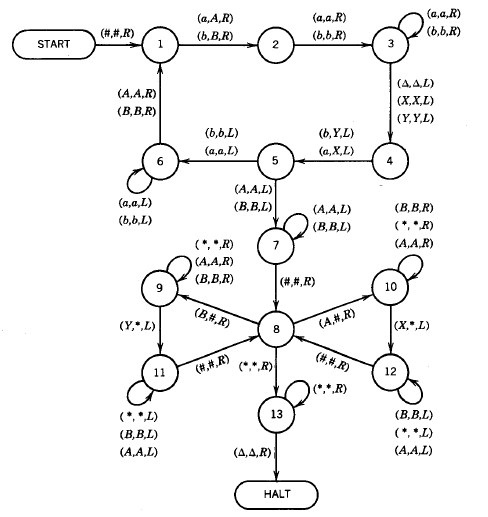 (a,A,R) (a,a,R) (a,a,R)
START (#,#,R) 1 (b,B,R) 2 (b,b,R) 3 (b,b,R)
(A,A,R) (Δ,Δ,L)
(B,B,R) (X,X,L)
(b,b,L) (b,Y,L) (Y,Y,L)
6 (a,a,L) 5 (a,X,L) 4
(a,a,L) (A,A,L) (B,B,R)
(b,b,L) (B,B,L) (A,A,L) (*,*,R)
(*,*,R) 7 (B,B,L) (A,A,R)
(A,A,R)
9 (B,B,R) (#,#,R) 10
(B,#,R) (A,#,R)
(Y,*,L) 8 (X,*,L)
11 (#,#,R) (*,*,R) (#,#,R) 12
(*,*,L) 13 (*,*,R) (B,B,L)
(B,B,L) (*,*,L)
(A,A,L) (Δ,Δ,R) (A,A,L)
HALT